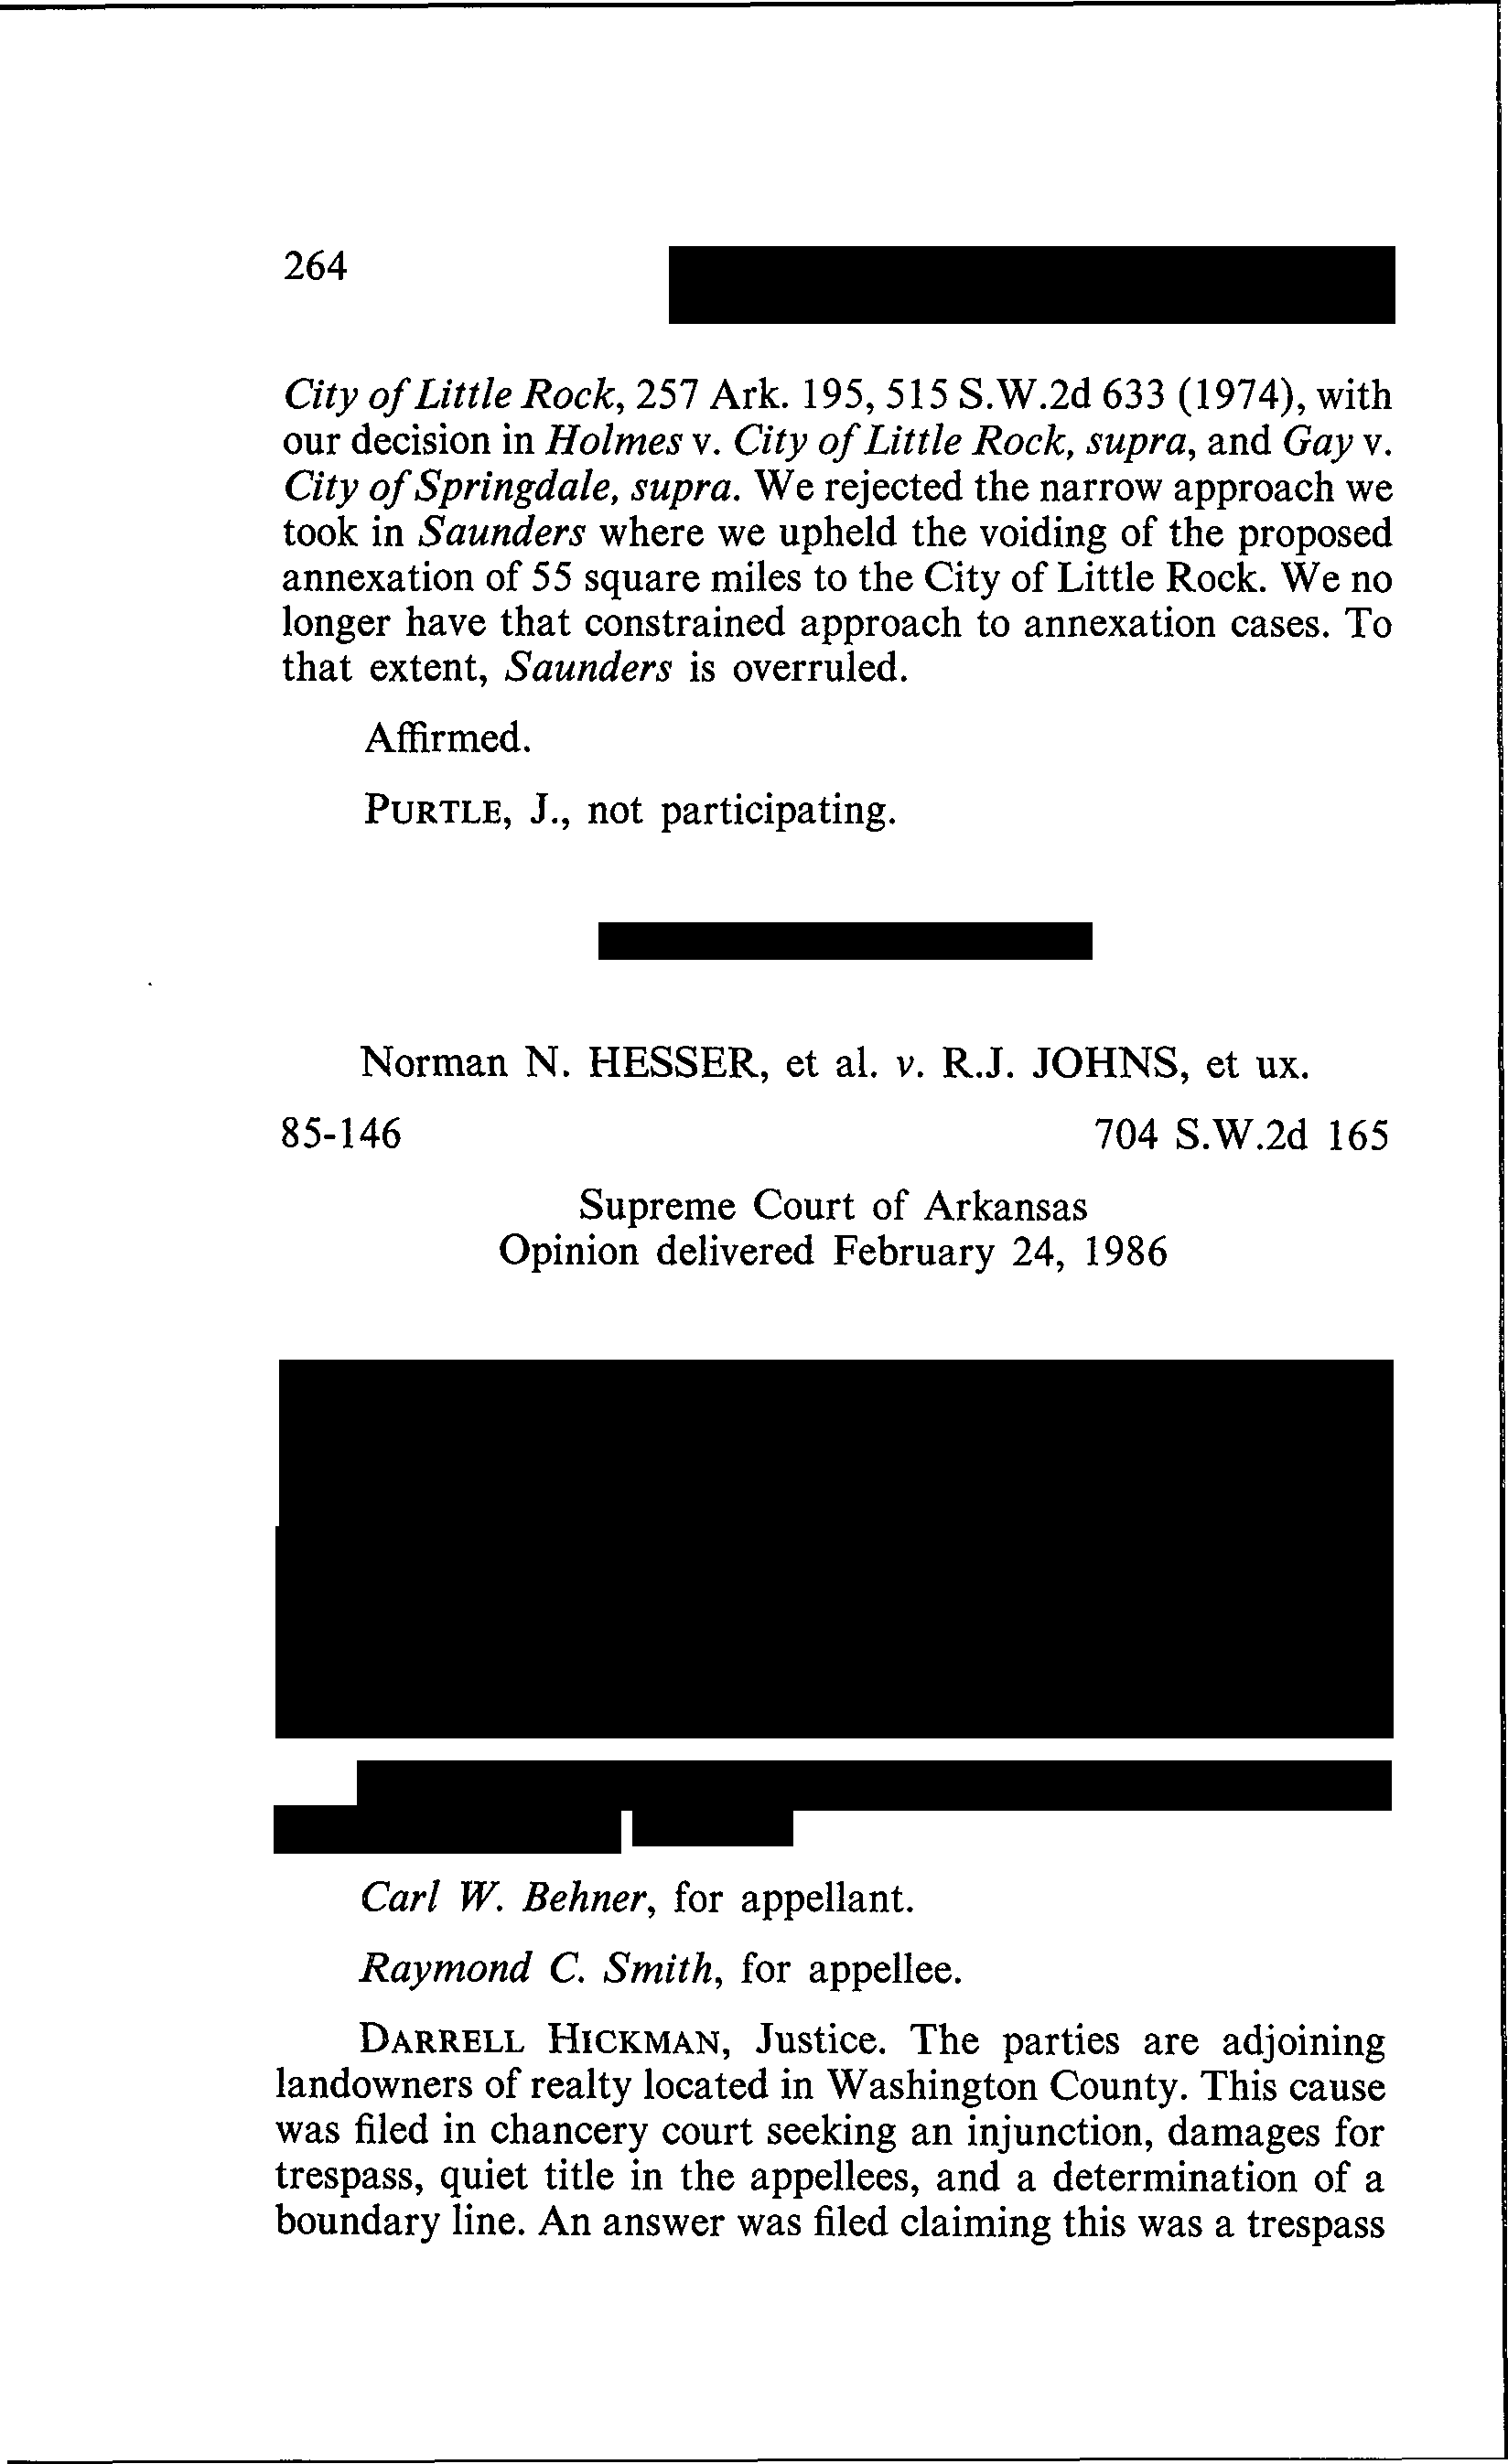 264
City of Little Rock, 257 Ark. 195, 515 S.W.2d 633 (1974), with
our decision in Holmes v. City of Little Rock, supra, and Gay v.
City of Springdale, supra. We rejected the narrow approach we
took in Saunders where we upheld the voiding of the proposed
annexation of 55 square miles to the City of Little Rock. We no
longer have that constrained approach to annexation cases. To
that extent, Saunders is overruled.
Affirmed.
PURTLE, J., not participating.
Norman N. HESSER, et al. v. R.J. JOHNS, et ux.
85-146 704 S.W.2d 165
Supreme Court of Arkansas
Opinion delivered February 24, 1986
Carl W. Behner, for appellant.
Raymond C. Smith, for appellee.
DARRELL HICKMAN, Justice. The parties are adjoining
landowners of realty located in Washington County. This cause
was filed in chancery court seeking an injunction, damages for
trespass, quiet title in the appellees, and a determination of a
boundary line. An answer was filed claiming this was a trespass